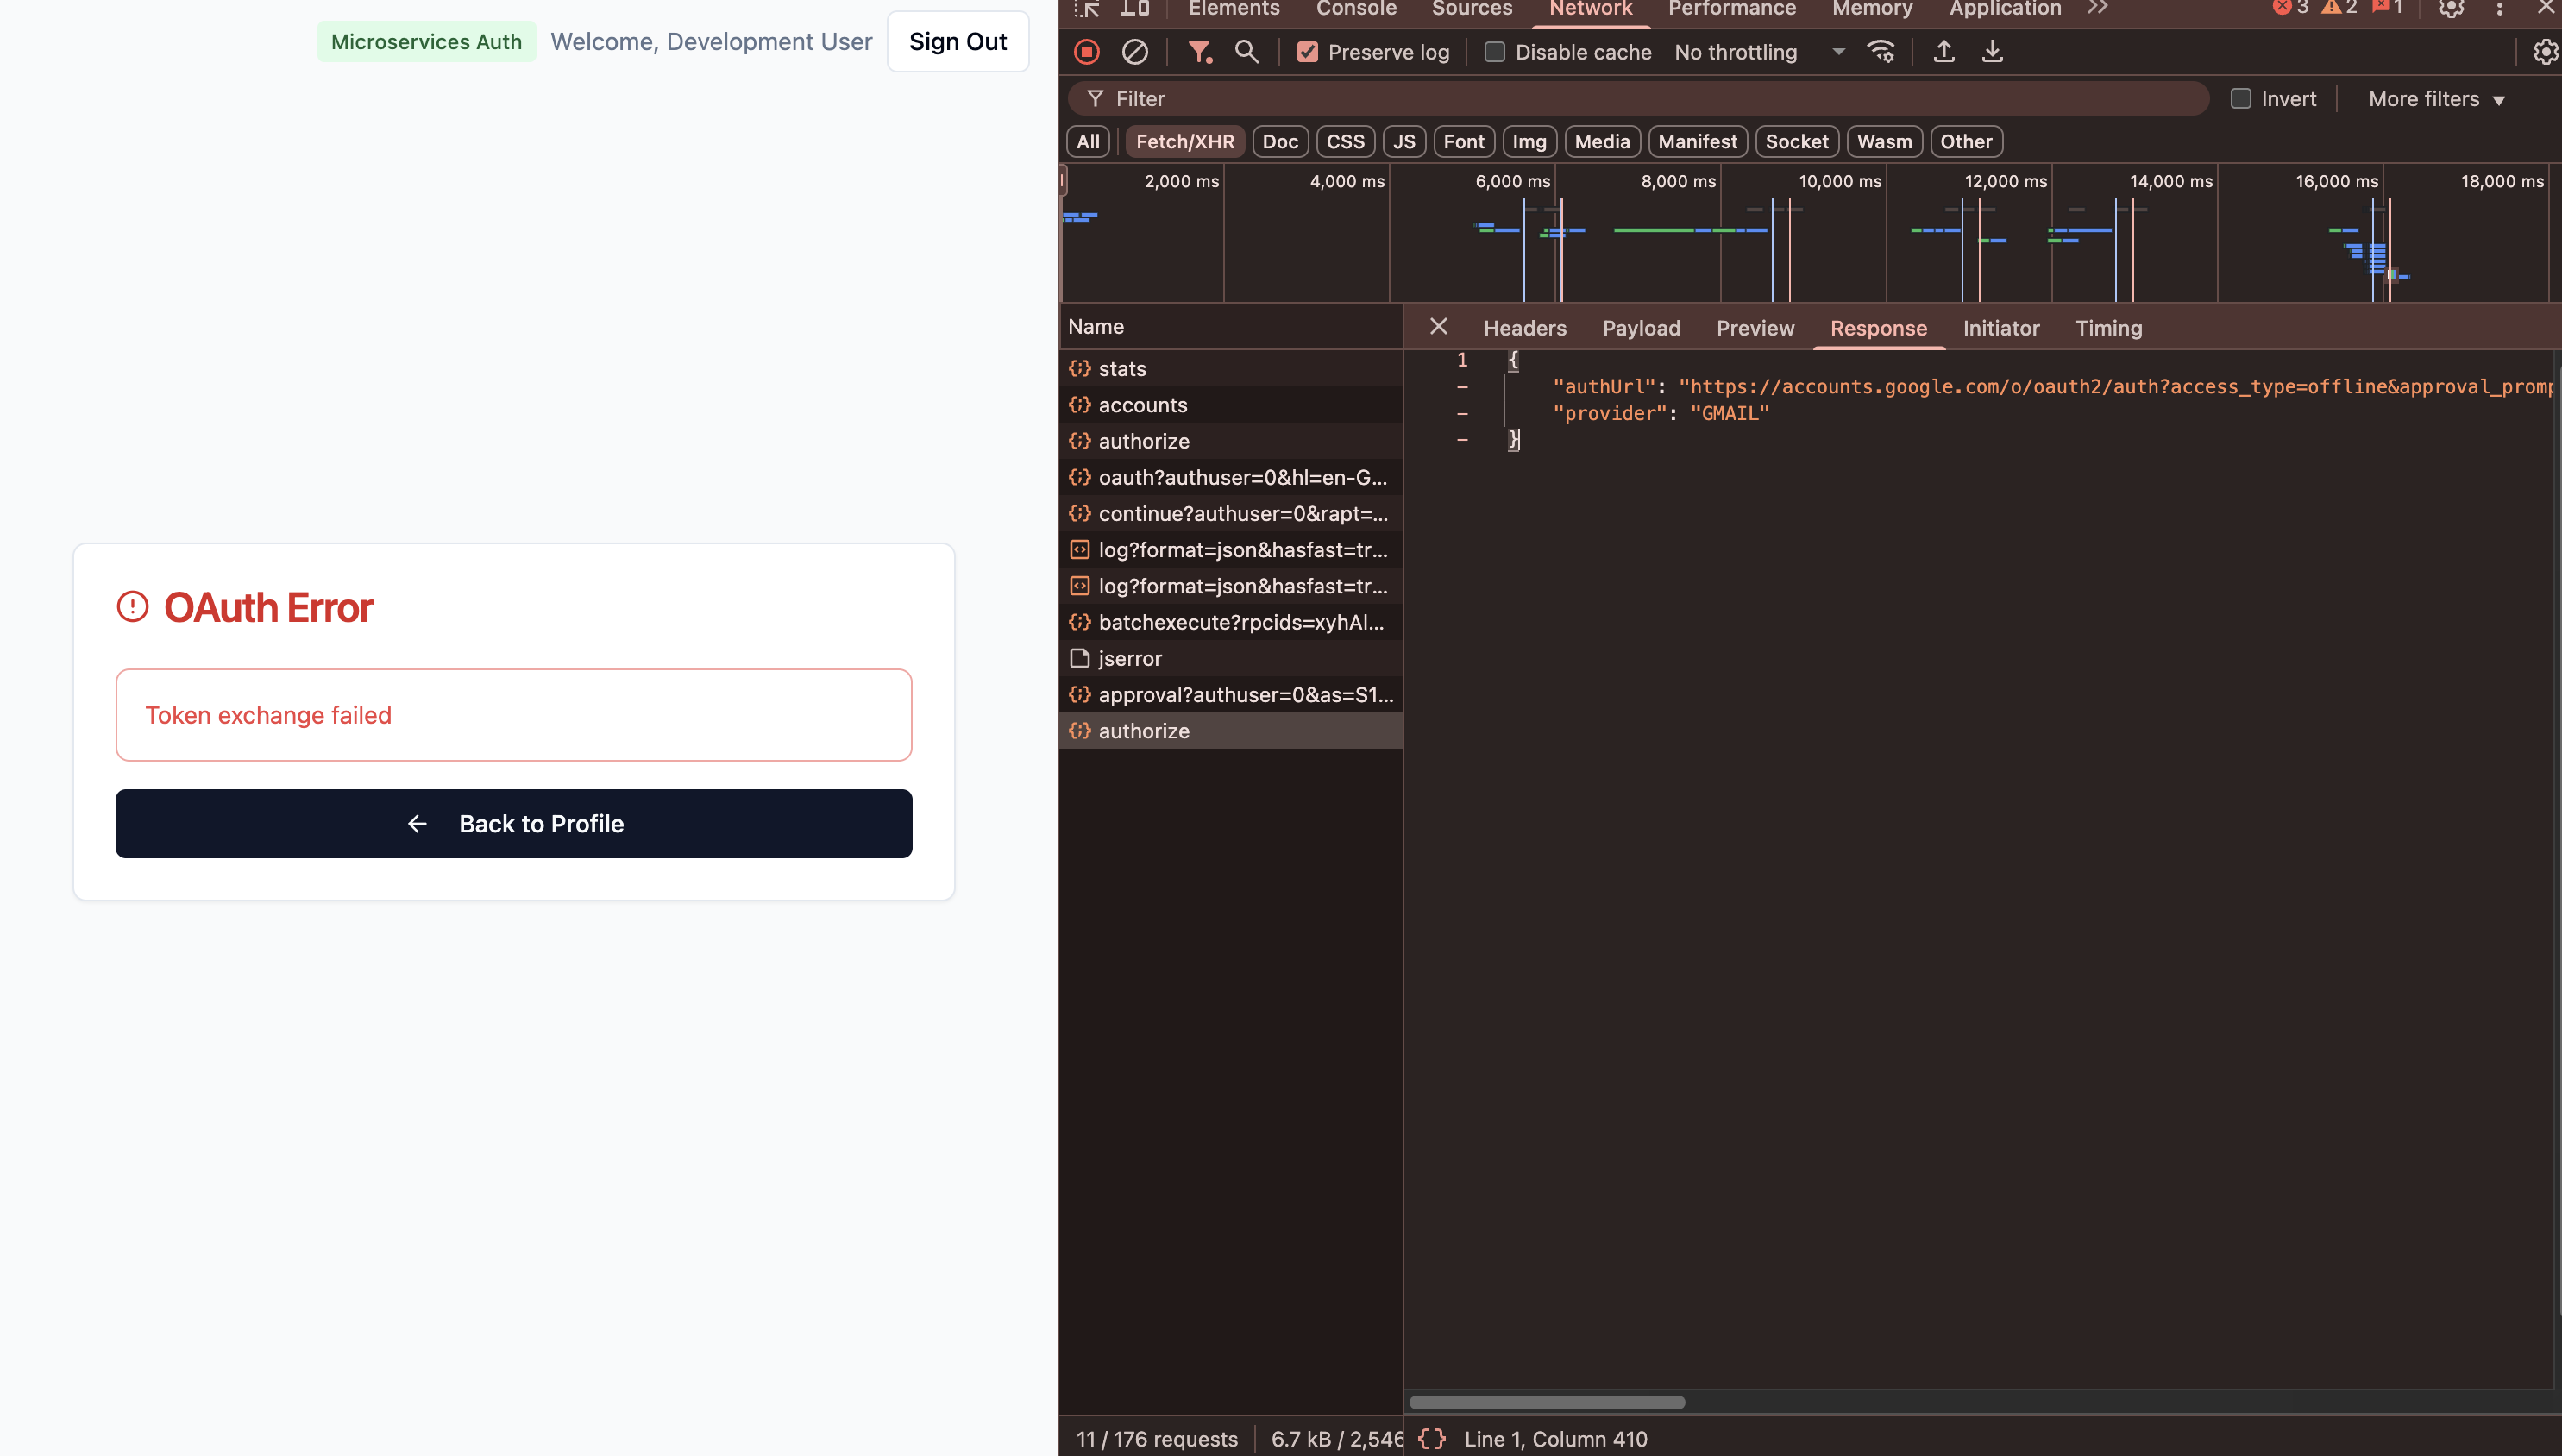 Microservices Auth Welcome, Development User Sign Out
OAuth Error
Token exchange failed
Back to Profile
Elements Console Sources Network Performance Memory Application 3 2 1
Preserve log Disable cache No throttling
Filter Invert More filters
All Fetch/XHR Doc CSS JS Font Img Media Manifest Socket Wasm Other
2,000 ms 4,000 ms 6,000 ms 8,000 ms 10,000 ms 12,000 ms 14,000 ms 16,000 ms 18,000 ms
Name
stats
accounts
authorize
oauth?authuser=0&hl=en-G...
continue?authuser=0&rapt=...
log?format=json&hasfast=tr...
log?format=json&hasfast=tr...
batchexecute?rpcids=xyhAl...
jserror
approval?authuser=0&as=S1...
authorize
Headers Payload Preview Response Initiator Timing
1 {
- "authUrl": "https://accounts.google.com/o/oauth2/auth?access_type=offline&approval_promp
- "provider": "GMAIL"
- }
11 / 176 requests 6.7 kB / 2,546
{} Line 1, Column 410